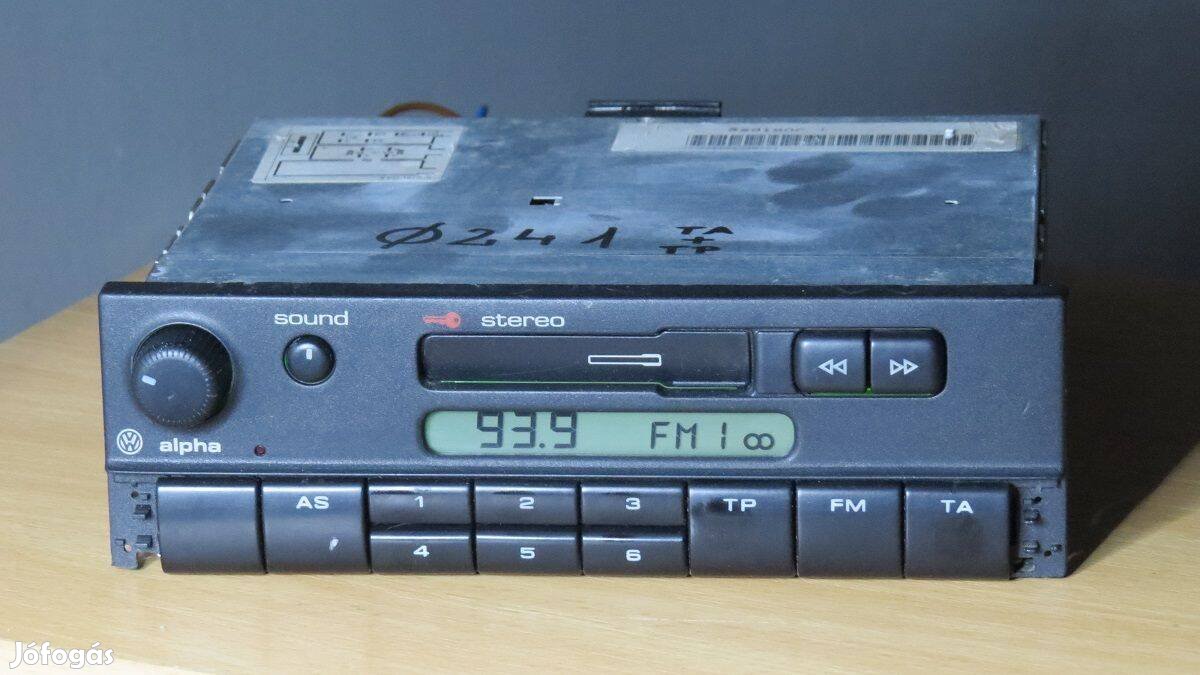 Ø241 TA
+
TP
sound
stereo
93.9 FM1
alpha
AS 1 2 3 TP FM TA
4 5 6
Jófogás